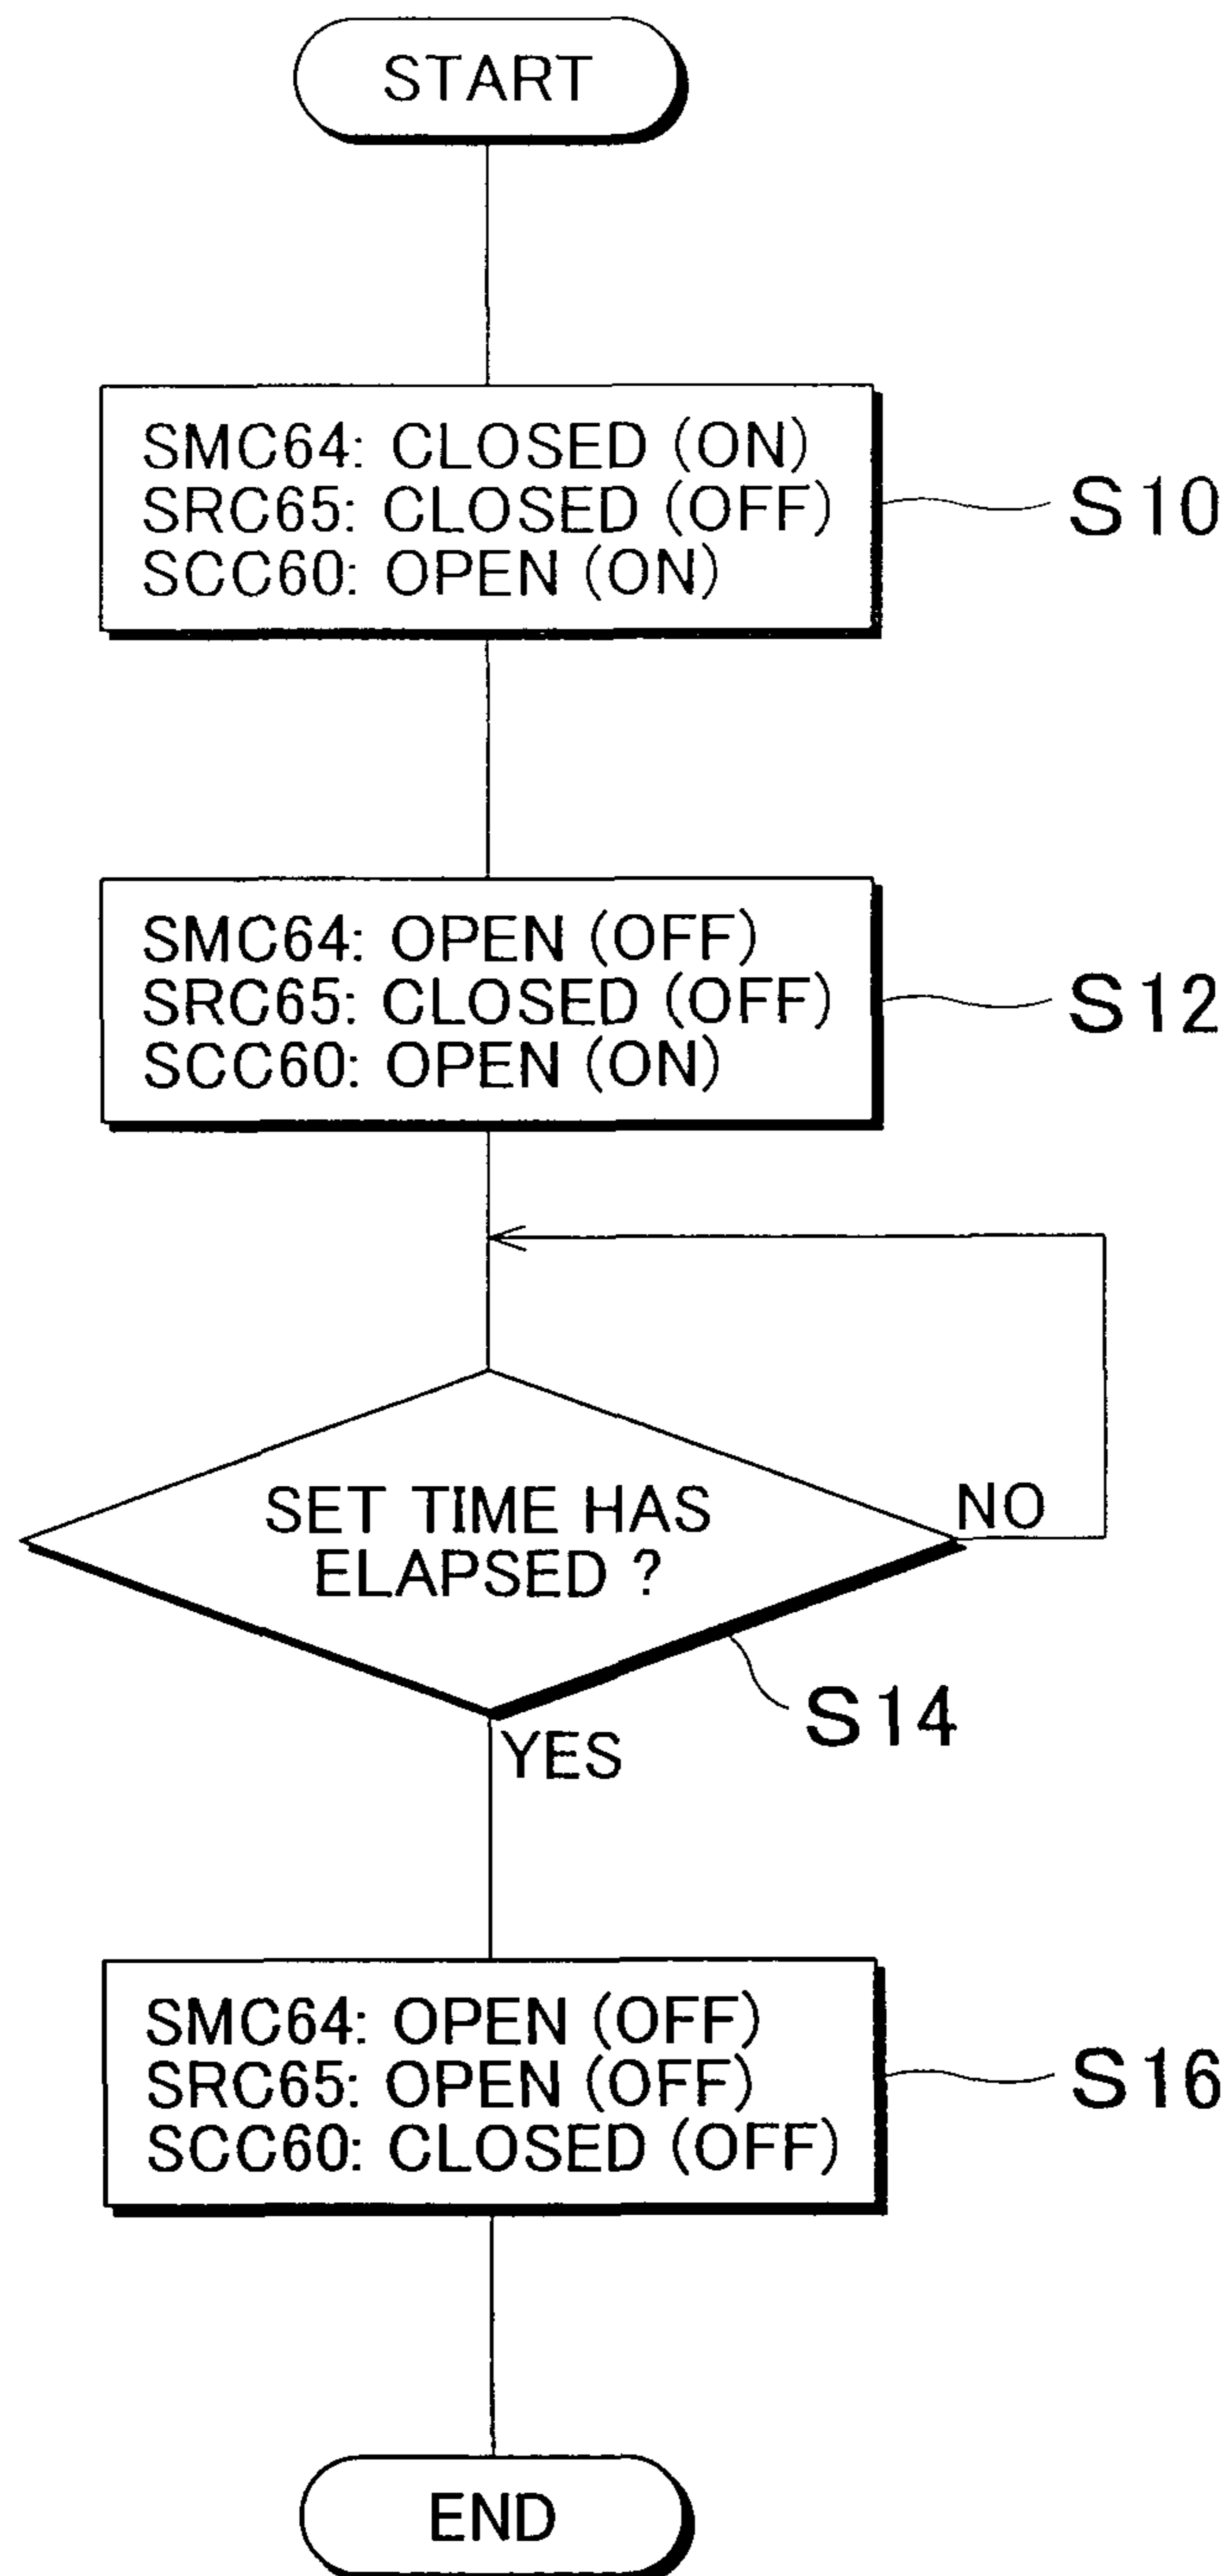 START
SMC64: CLOSED (ON)
SRC65: CLOSED (OFF)
SCC60: OPEN (ON)
S10
SMC64: OPEN (OFF)
SRC65: CLOSED (OFF)
SCC60: OPEN (ON)
S12
SET TIME HAS
ELAPSED ?
NO
S14
YES
SMC64: OPEN (OFF)
SRC65: OPEN (OFF)
SCC60: CLOSED (OFF)
S16
END